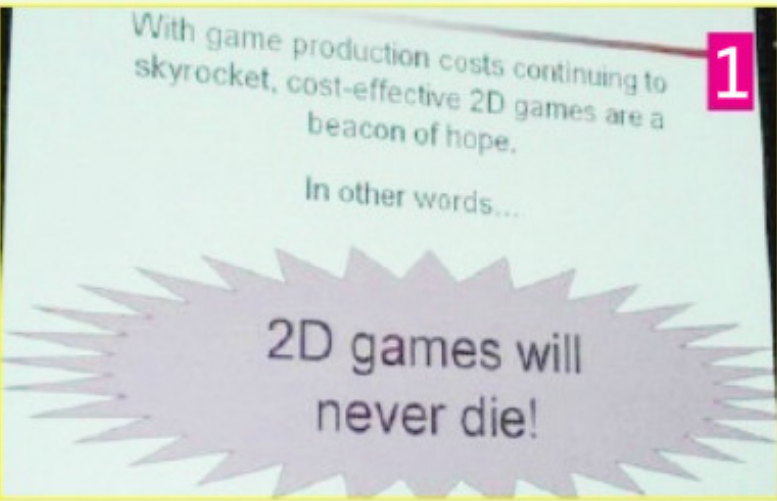 With game production costs continuing to
skyrocket, cost-effective 2D games are a
beacon of hope.
In other words...
2D games will
never die!
1